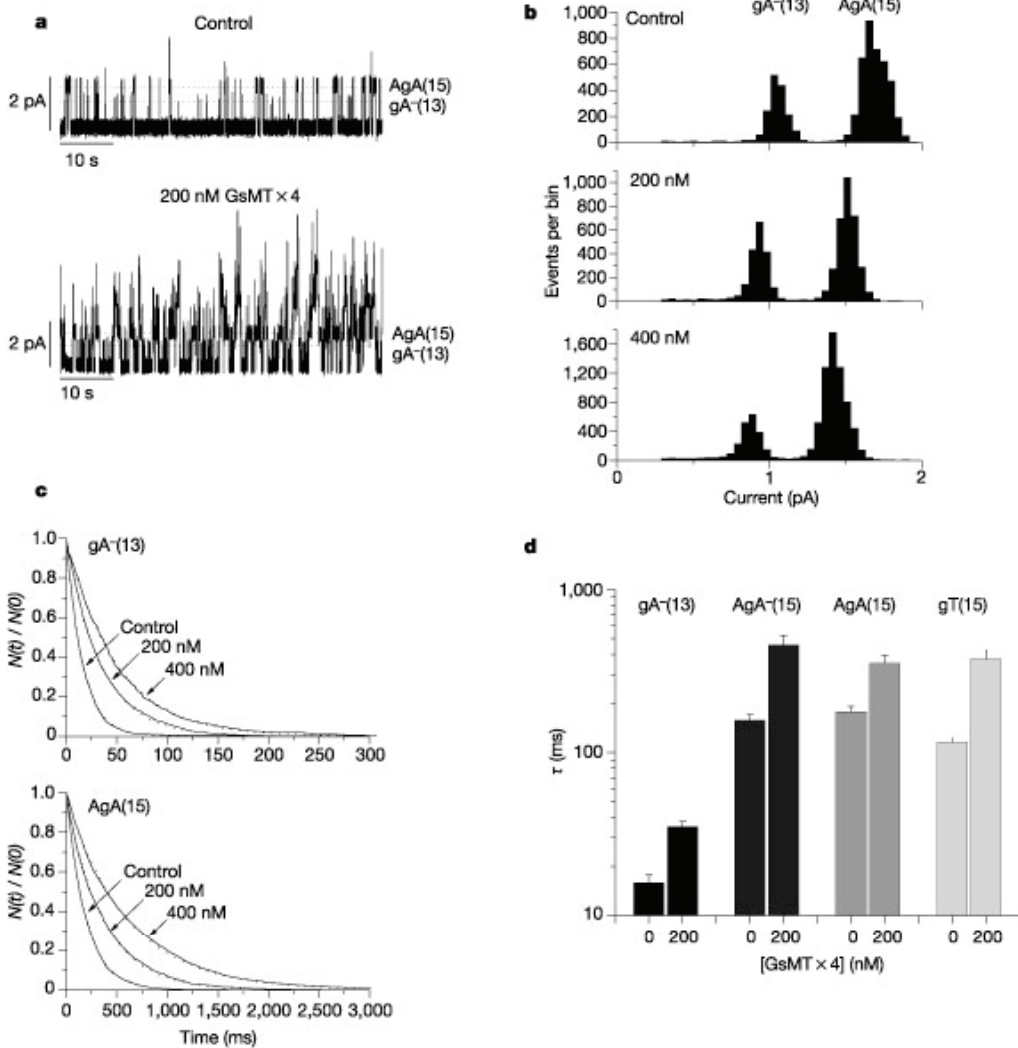 a
Control
2 pA
AgA(15)
gA⁻(13)
10 s
200 nM GsMT × 4
2 pA
AgA(15)
gA⁻(13)
10 s
b
gA⁻(13) AgA(15)
Control
1,000
800
600
400
200
0
200 nM
1,000
800
600
400
200
0
Events per bin
400 nM
1,600
1,200
800
400
0
0 1 2
Current (pA)
c
gA⁻(13)
1.0
0.8
0.6
0.4
0.2
0
N(t) / N(0)
Control
200 nM
400 nM
0 50 100 150 200 250 300
AgA(15)
1.0
0.8
0.6
0.4
0.2
0
N(t) / N(0)
Control
200 nM
400 nM
0 500 1,000 1,500 2,000 2,500 3,000
Time (ms)
d
1,000
100
10
τ (ms)
gA⁻(13) AgA⁻(15) AgA(15) gT(15)
0 200 0 200 0 200 0 200
[GsMT × 4] (nM)